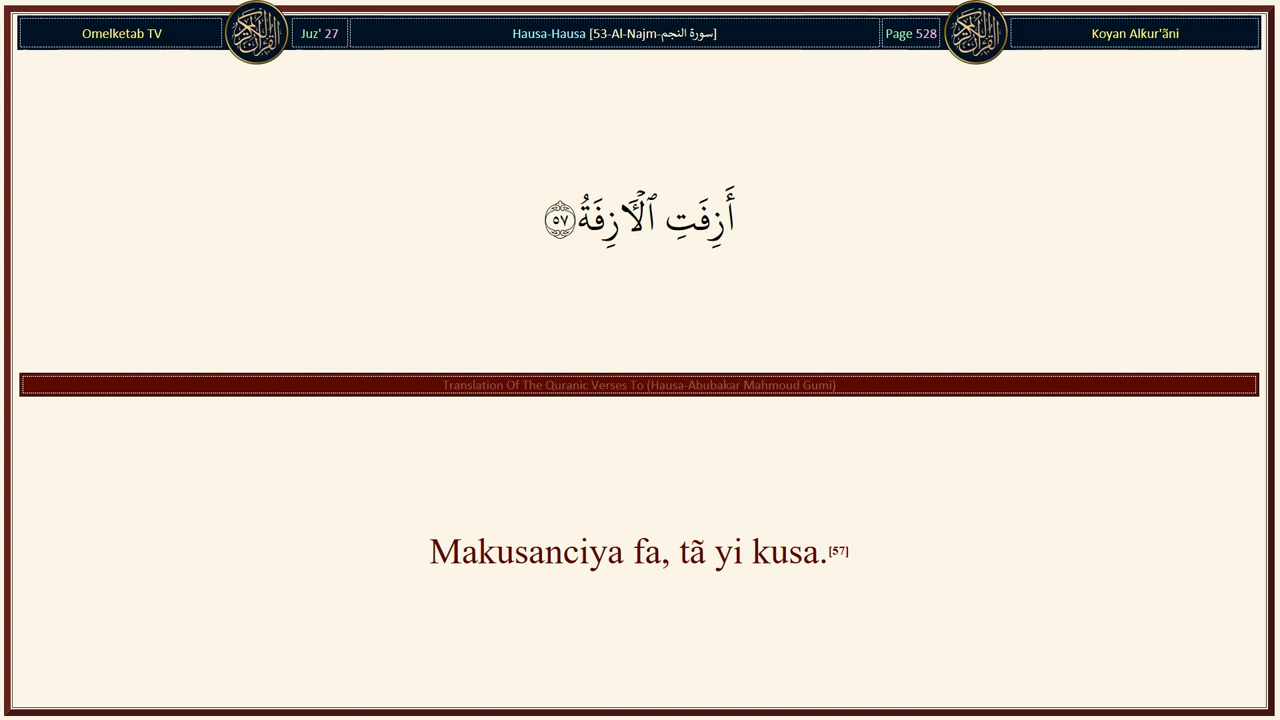 Omelketab TV
Juz' 27
Hausa-Hausa [53-Al-Najm-سورة النجم]
Page 528
Koyan Alƙur'ãni
أَزِفَتِ ٱلۡأٓزِفَةُ ٥٧
Translation Of The Quranic Verses To (Hausa-Abubakar Mahmoud Gumi)
Makusanciya fa, tã yi kusa.[57]